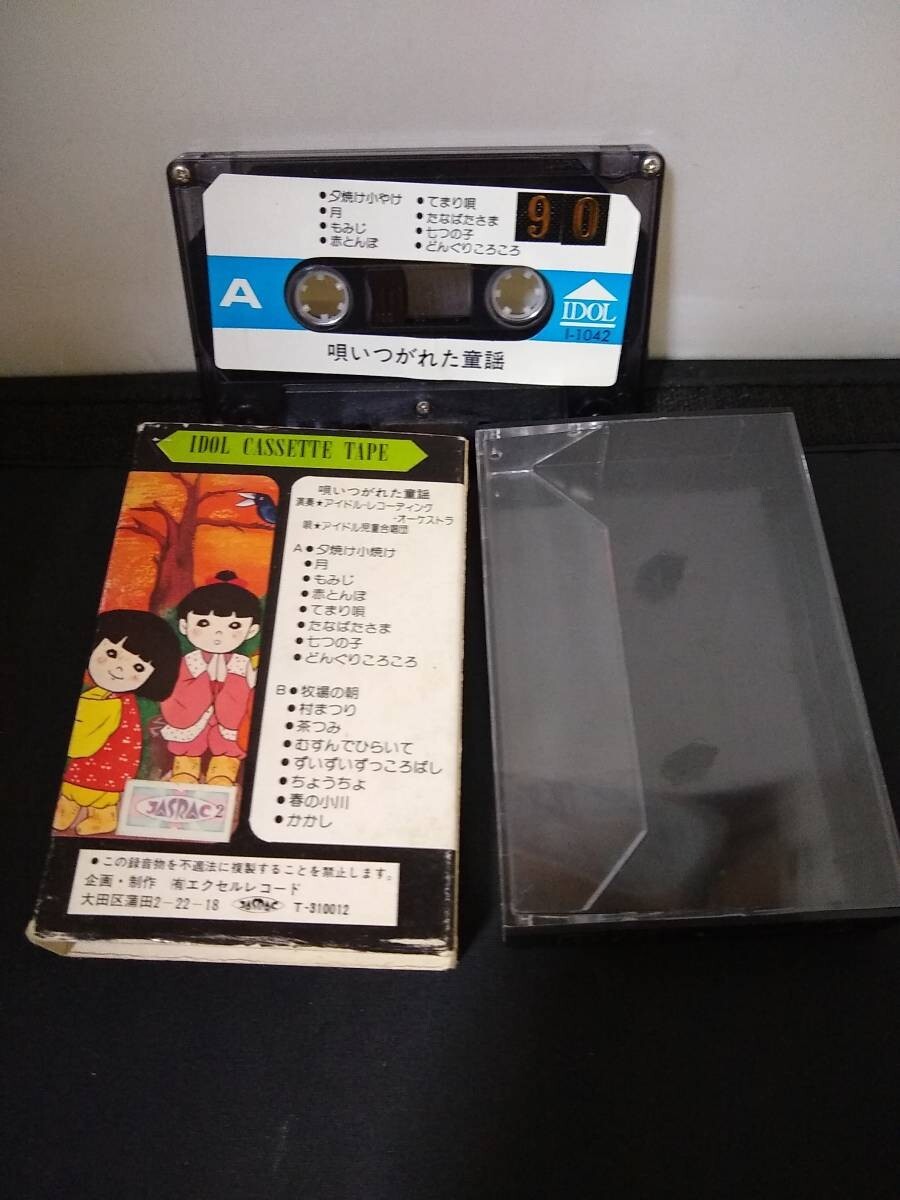 ●夕焼け小やけ
●月
●もみじ
●赤とんぼ
●てまり唄
●たなばたさま
●七つの子
●どんぐりころころ
90
A
IDOL
I-1042
唄いつがれた童謡
IDOL CASSETTE TAPE
唄いつがれた童謡
演奏★アイドル・レコーディング
・オーケストラ
唄★アイドル児童合唱団
A●夕焼け小焼け
●月
●もみじ
●赤とんぼ
●てまり唄
●たなばたさま
●七つの子
●どんぐりころころ
B●牧場の朝
●村まつり
●茶つみ
●むすんでひらいて
●ずいずいずっころばし
●ちょうちょ
●春の小川
●かかし
JASRAC 2
●この録音物を不適法に複製することを禁止します。
企画・制作 ㈲エクセルレコード
大田区蒲田2-22-18 JASRAC T-310012